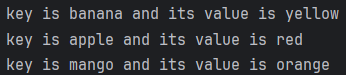 key is banana and its value is yellow
key is apple and its value is red
key is mango and its value is orange